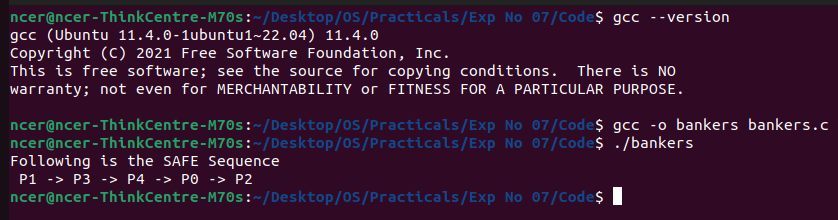 ncer@ncer-ThinkCentre-M70s:~/Desktop/OS/Practicals/Exp No 07/Code$ gcc --version
gcc (Ubuntu 11.4.0-1ubuntu1~22.04) 11.4.0
Copyright (C) 2021 Free Software Foundation, Inc.
This is free software; see the source for copying conditions.  There is NO
warranty; not even for MERCHANTABILITY or FITNESS FOR A PARTICULAR PURPOSE.
ncer@ncer-ThinkCentre-M70s:~/Desktop/OS/Practicals/Exp No 07/Code$ gcc -o bankers bankers.c
ncer@ncer-ThinkCentre-M70s:~/Desktop/OS/Practicals/Exp No 07/Code$ ./bankers
Following is the SAFE Sequence
 P1 -> P3 -> P4 -> P0 -> P2
ncer@ncer-ThinkCentre-M70s:~/Desktop/OS/Practicals/Exp No 07/Code$